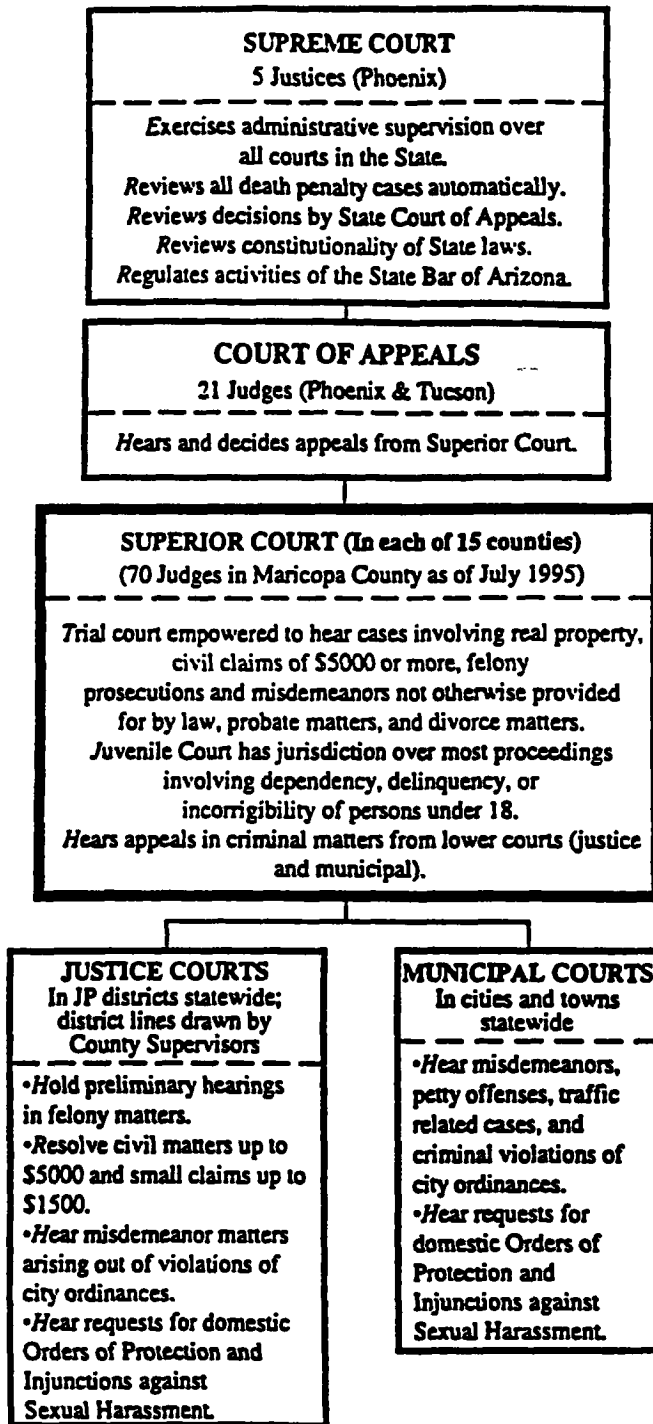 SUPREME COURT
5 Justices (Phoenix)
Exercises administrative supervision over
all courts in the State.
Reviews all death penalty cases automatically.
Reviews decisions by State Court of Appeals.
Reviews constitutionality of State laws.
Regulates activities of the State Bar of Arizona.
COURT OF APPEALS
21 Judges (Phoenix & Tucson)
Hears and decides appeals from Superior Court.
SUPERIOR COURT (In each of 15 counties)
(70 Judges in Maricopa County as of July 1995)
Trial court empowered to hear cases involving real property,
civil claims of $5000 or more, felony
prosecutions and misdemeanors not otherwise provided
for by law, probate matters, and divorce matters.
Juvenile Court has jurisdiction over most proceedings
involving dependency, delinquency, or
incorrigibility of persons under 18.
Hears appeals in criminal matters from lower courts (justice
and municipal).
JUSTICE COURTS
In JP districts statewide;
district lines drawn by
County Supervisors
•Hold preliminary hearings
in felony matters.
•Resolve civil matters up to
$5000 and small claims up to
$1500.
•Hear misdemeanor matters
arising out of violations of
city ordinances.
•Hear requests for domestic
Orders of Protection and
Injunctions against
Sexual Harassment.
MUNICIPAL COURTS
In cities and towns
statewide
•Hear misdemeanors,
petty offenses, traffic
related cases, and
criminal violations of
city ordinances.
•Hear requests for
domestic Orders of
Protection and
Injunctions against
Sexual Harassment.